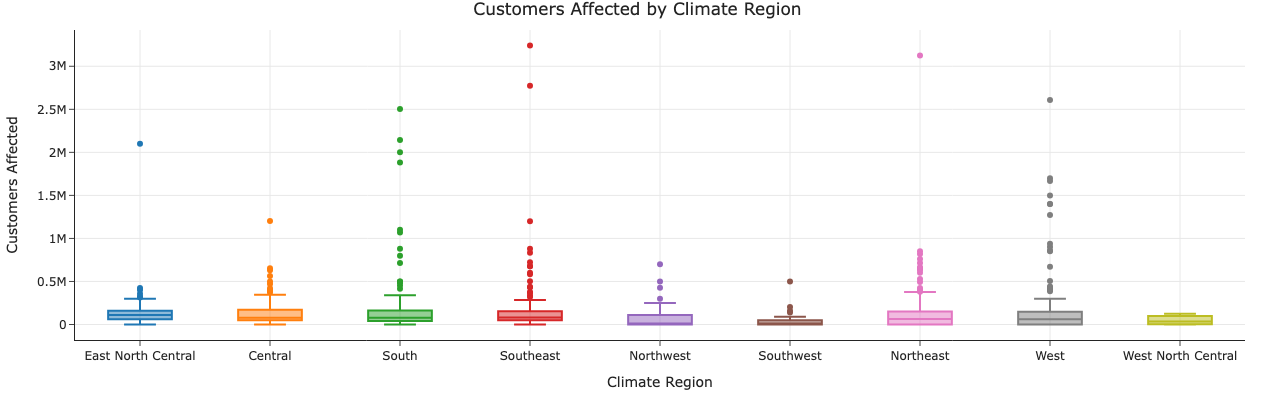 Customers Affected by Climate Region
Customers Affected
3M
2.5M
2M
1.5M
1M
0.5M
0
East North Central
Central
South
Southeast
Northwest
Southwest
Northeast
West
West North Central
Climate Region